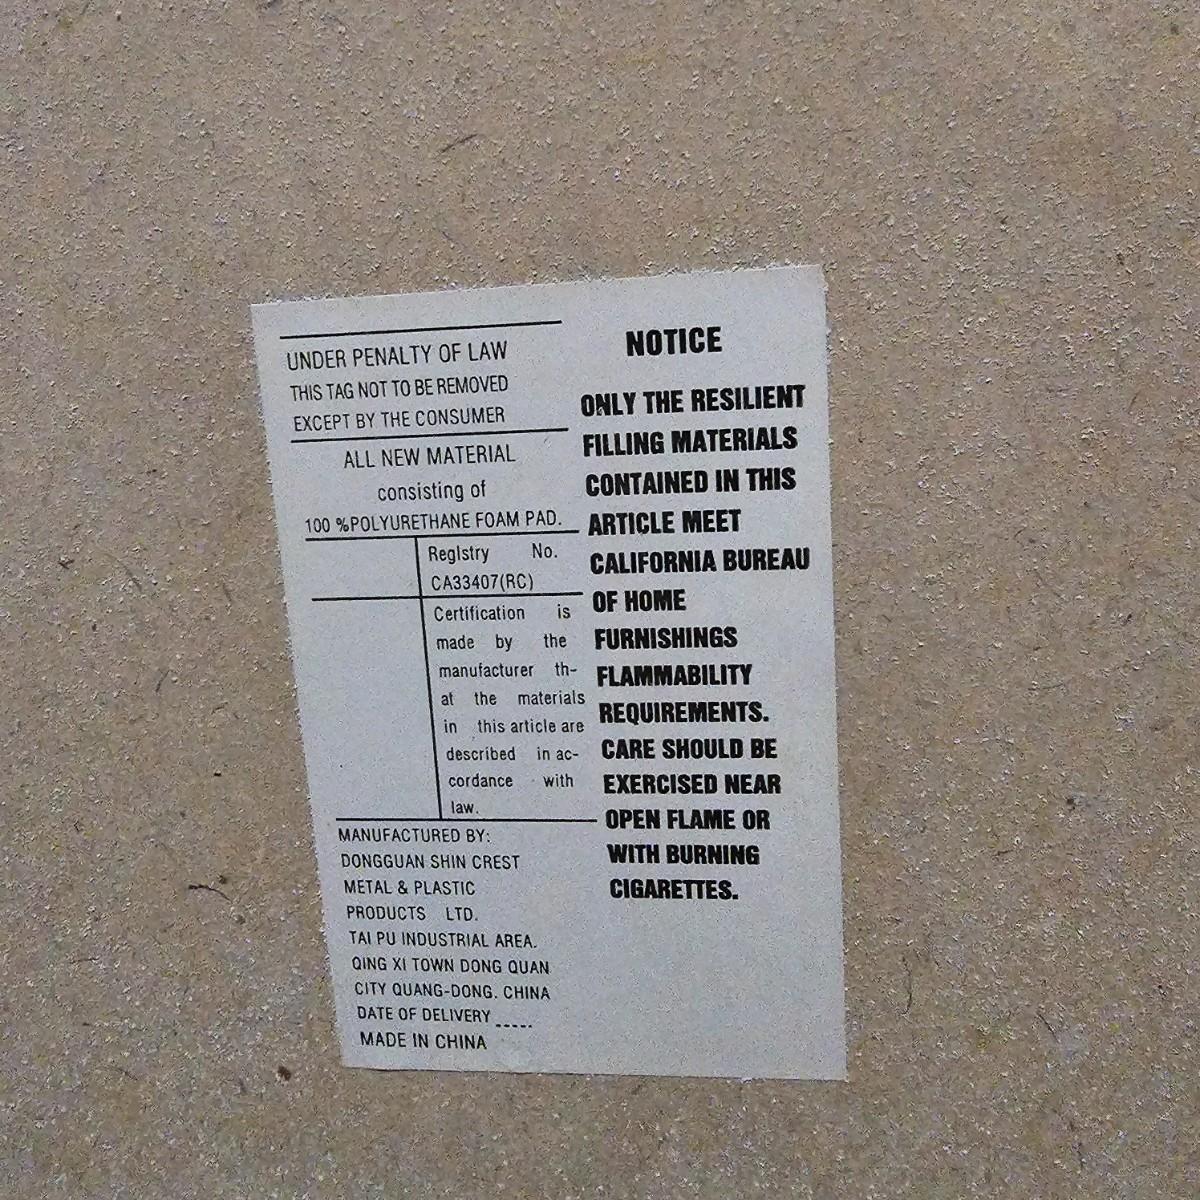 UNDER PENALTY OF LAW
THIS TAG NOT TO BE REMOVED
EXCEPT BY THE CONSUMER
ALL NEW MATERIAL
consisting of
100 %POLYURETHANE FOAM PAD.
Reglstry No.
CA33407(RC)
Certification is
made by the
manufacturer th-
at the materials
in this article are
described in ac-
cordance with
law.
MANUFACTURED BY:
DONGGUAN SHIN CREST
METAL & PLASTIC
PRODUCTS LTD.
TAI PU INDUSTRIAL AREA.
QING XI TOWN DONG QUAN
CITY QUANG-DONG. CHINA
DATE OF DELIVERY -----
MADE IN CHINA
NOTICE
ONLY THE RESILIENT
FILLING MATERIALS
CONTAINED IN THIS
ARTICLE MEET
CALIFORNIA BUREAU
OF HOME
FURNISHINGS
FLAMMABILITY
REQUIREMENTS.
CARE SHOULD BE
EXERCISED NEAR
OPEN FLAME OR
WITH BURNING
CIGARETTES.